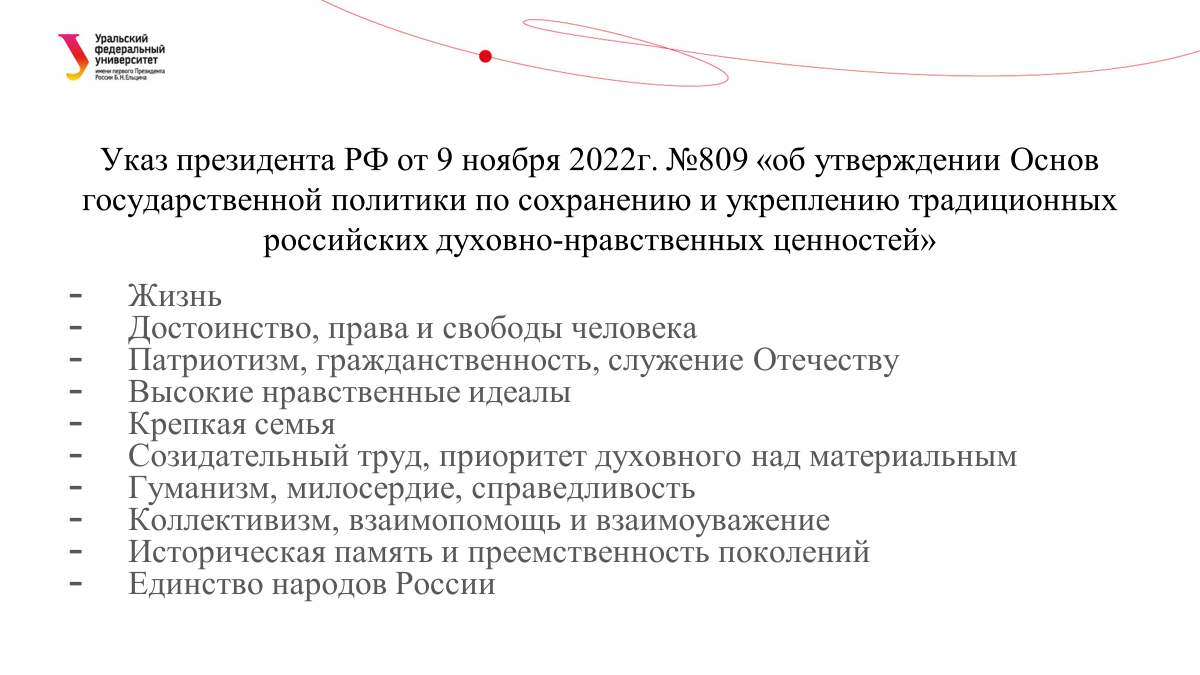 Уральский
федеральный
университет
имени первого Президента
России Б.Н.Ельцина
Указ президента РФ от 9 ноября 2022г. №809 «об утверждении Основ
государственной политики по сохранению и укреплению традиционных
российских духовно-нравственных ценностей»
- Жизнь
- Достоинство, права и свободы человека
- Патриотизм, гражданственность, служение Отечеству
- Высокие нравственные идеалы
- Крепкая семья
- Созидательный труд, приоритет духовного над материальным
- Гуманизм, милосердие, справедливость
- Коллективизм, взаимопомощь и взаимоуважение
- Историческая память и преемственность поколений
- Единство народов России